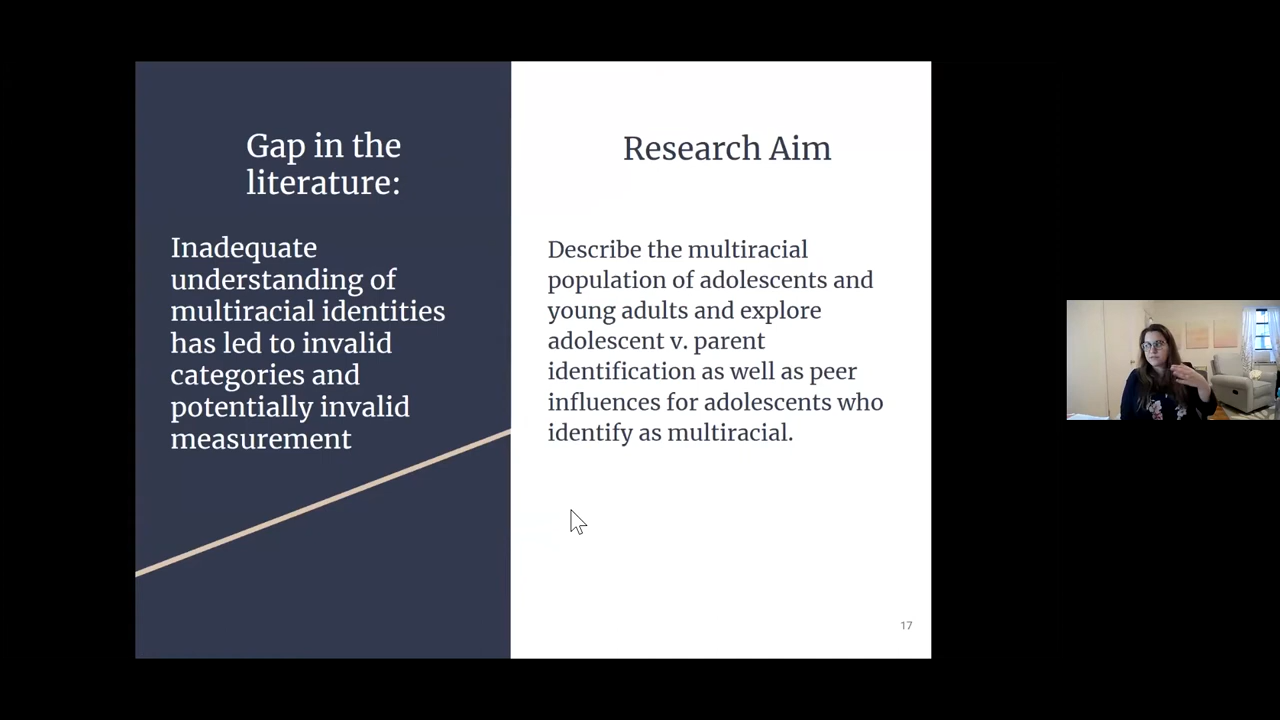 Gap in the
literature:
Inadequate
understanding of
multiracial identities
has led to invalid
categories and
potentially invalid
measurement
Research Aim
Describe the multiracial
population of adolescents and
young adults and explore
adolescent v. parent
identification as well as peer
influences for adolescents who
identify as multiracial.
17